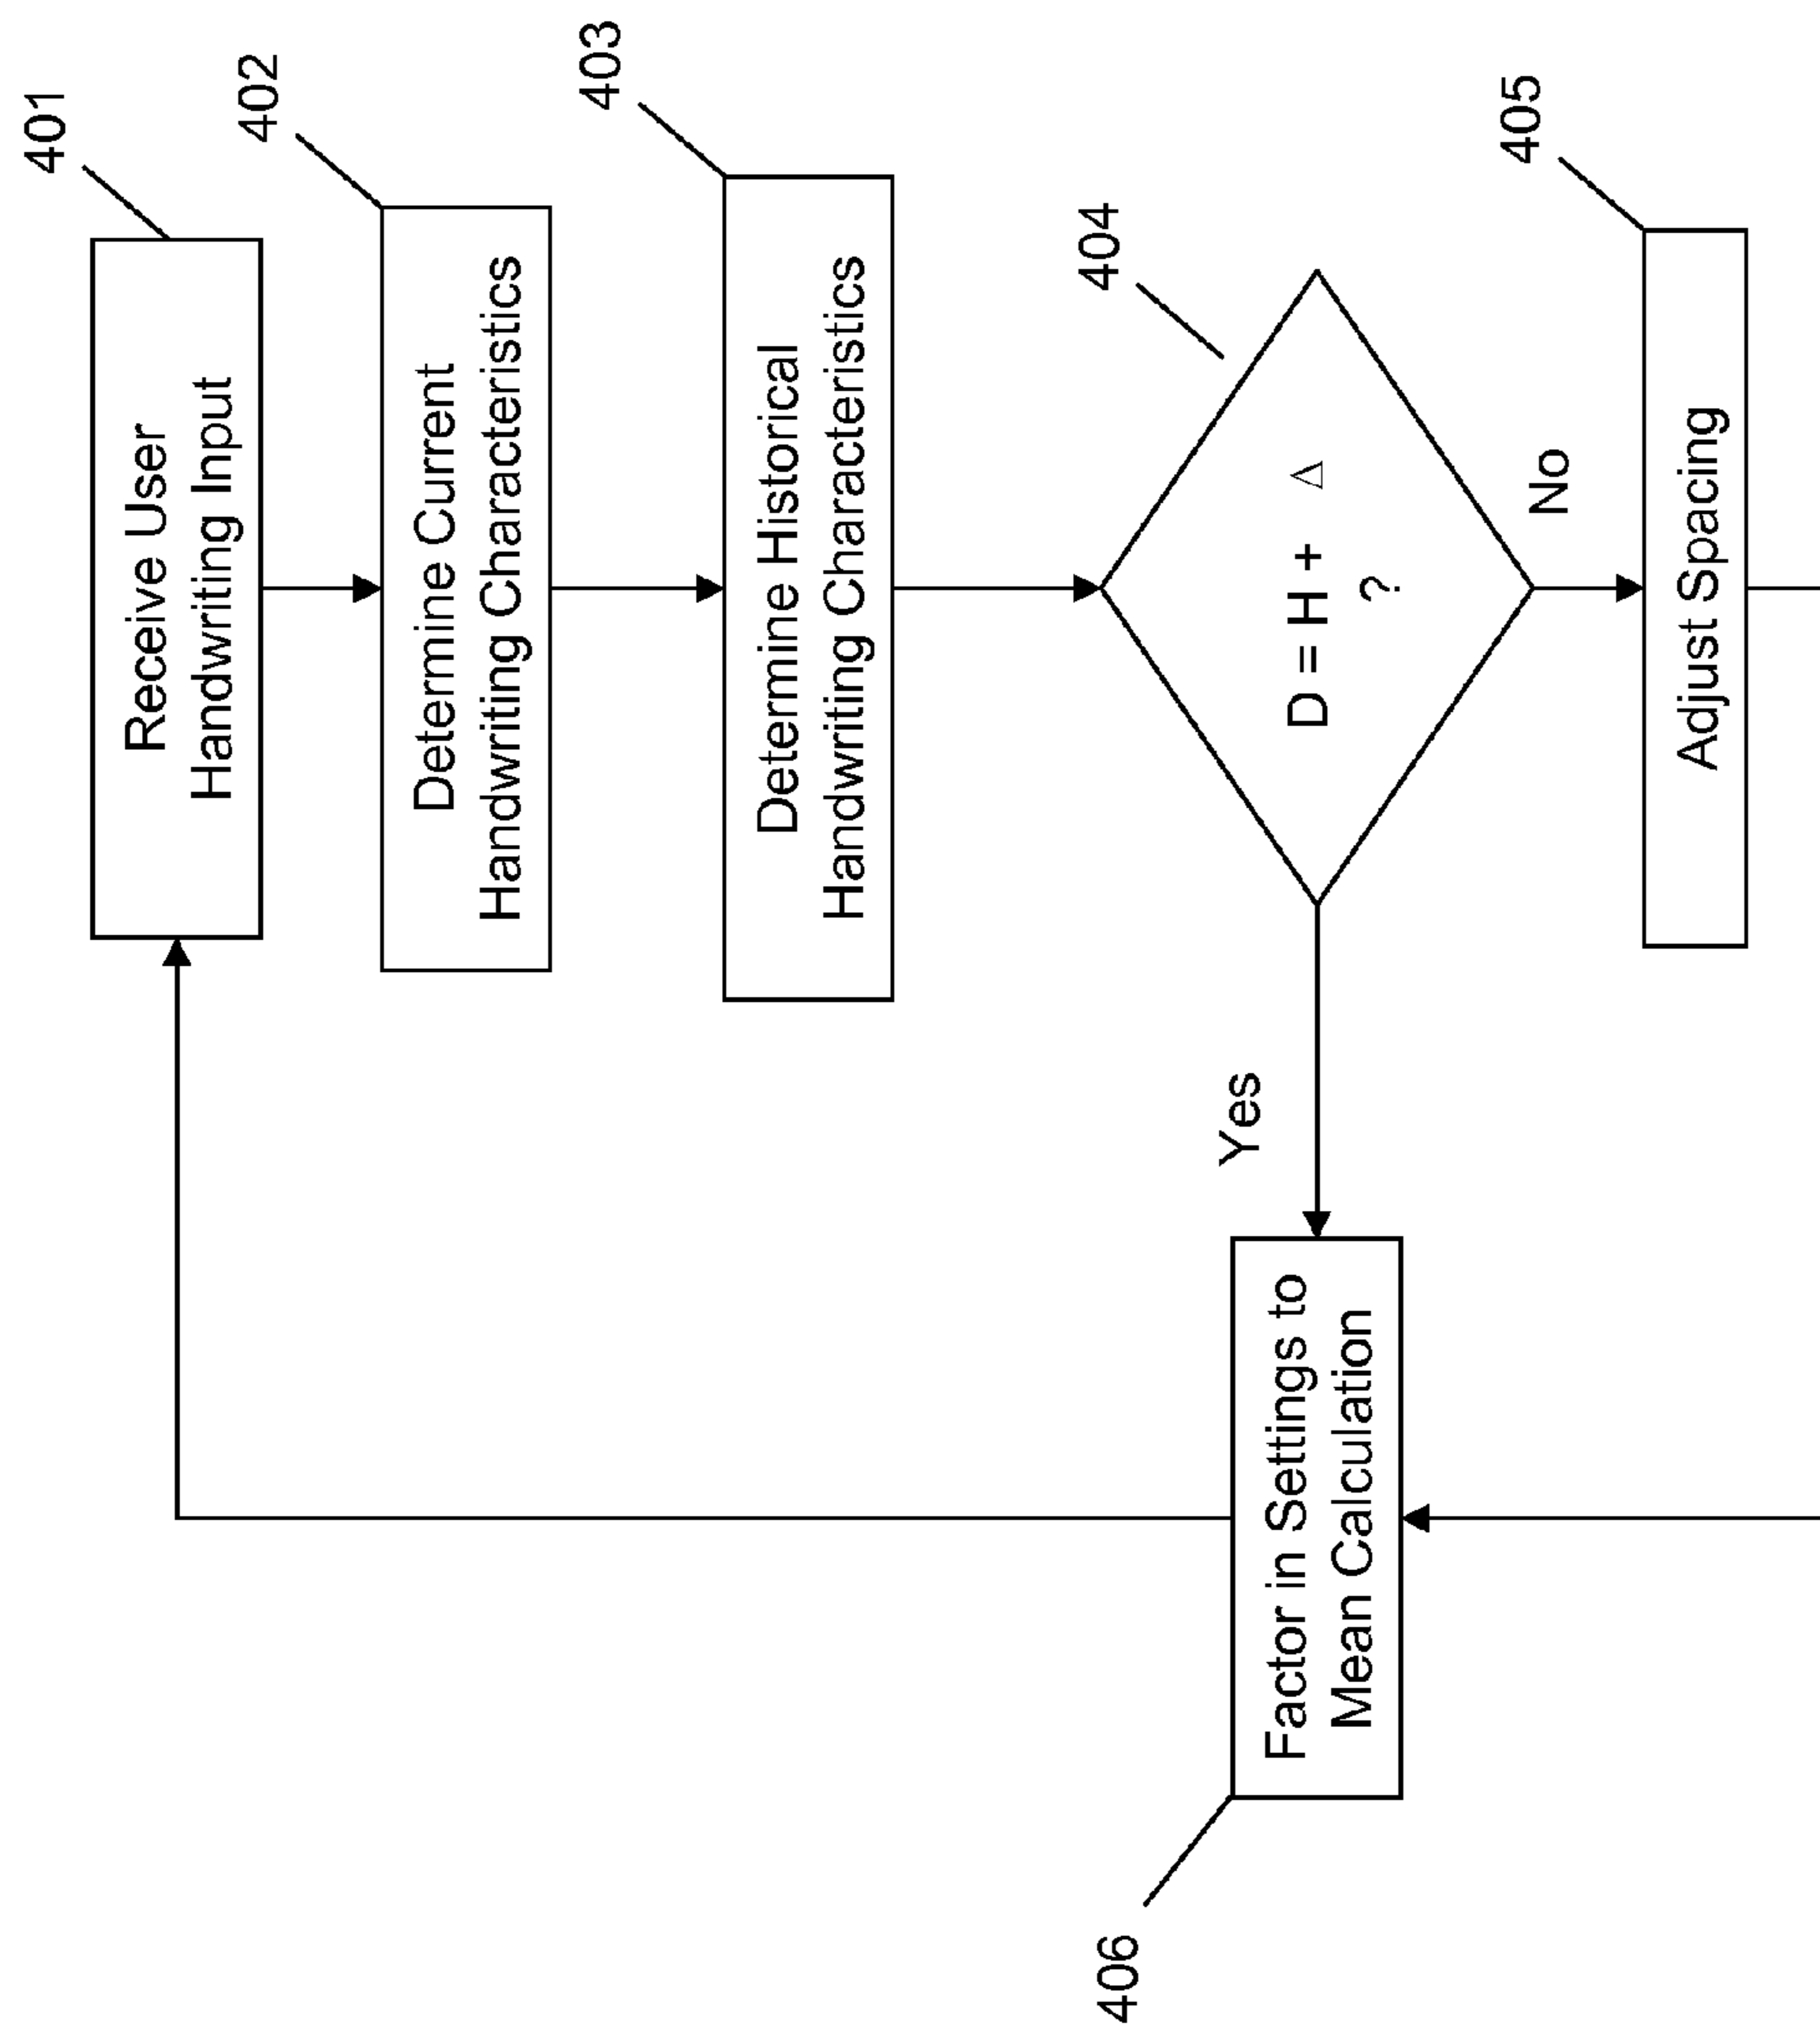 401
Receive User
Handwriting Input
402
Determine Current
Handwriting Characteristics
403
Determine Historical
Handwriting Characteristics
404
D = H + △
?
Yes
No
405
Adjust Spacing
406
Factor in Settings to
Mean Calculation